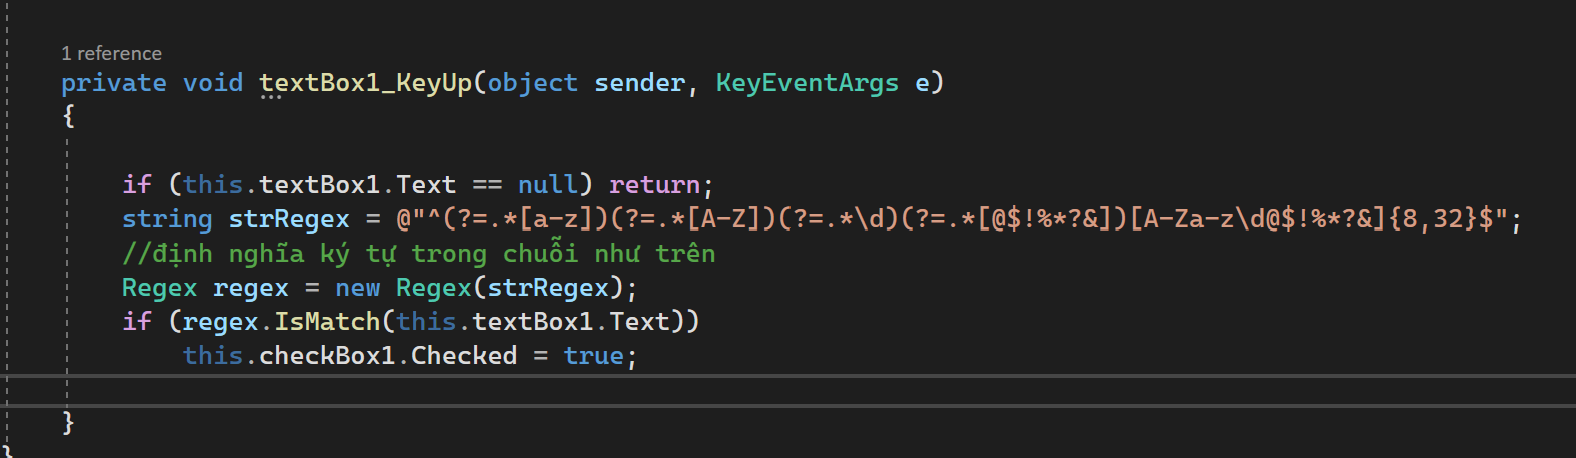 1 reference
private void textBox1_KeyUp(object sender, KeyEventArgs e)
{
if (this.textBox1.Text == null) return;
string strRegex = @"^(?=.*[a-z])(?=.*[A-Z])(?=.*\d)(?=.*[@$!%*?&])[A-Za-z\d@$!%*?&]{8,32}$";
//định nghĩa ký tự trong chuỗi như trên
Regex regex = new Regex(strRegex);
if (regex.IsMatch(this.textBox1.Text))
this.checkBox1.Checked = true;
}
}